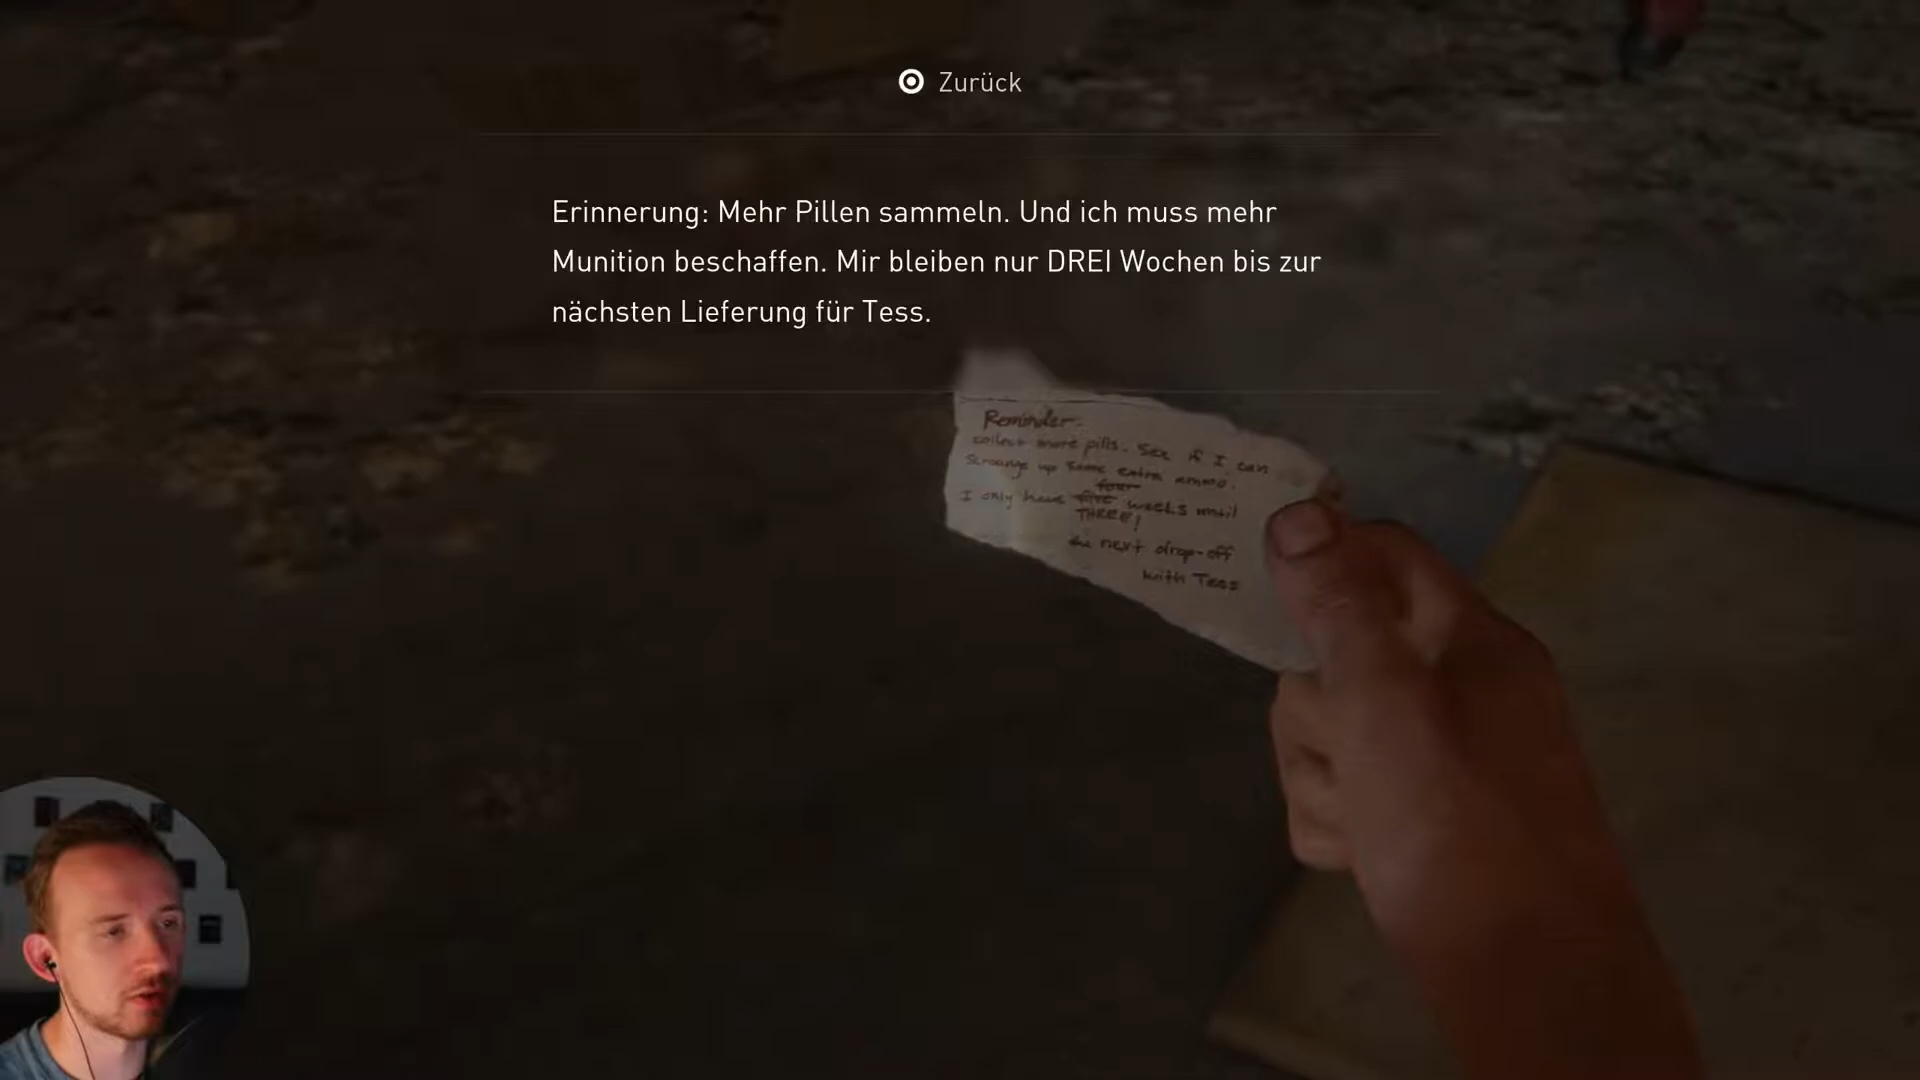 Zurück
Erinnerung: Mehr Pillen sammeln. Und ich muss mehr
Munition beschaffen. Mir bleiben nur DREI Wochen bis zur
nächsten Lieferung für Tess.
Reminder-
collect more pills. See if I can
Scrounge up some extra ammo.
four
I only have five weeks until
THREE!
the next drop-off
with Tess